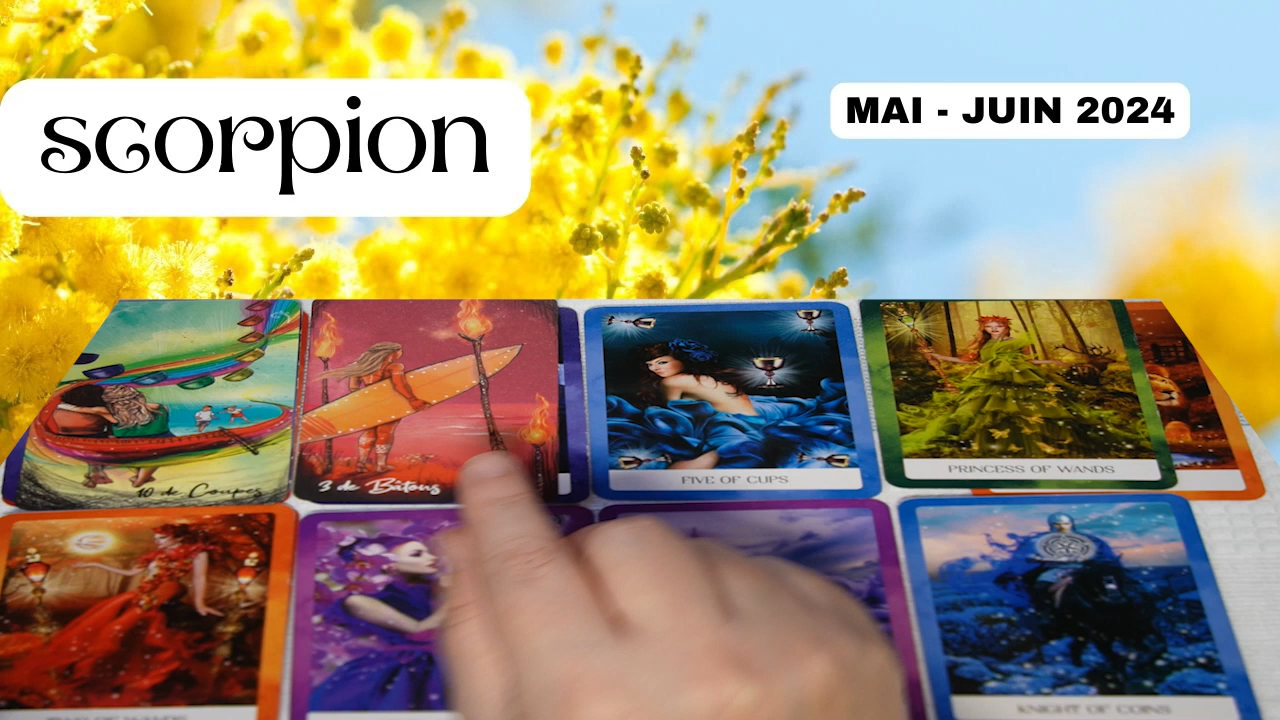 scorpion
MAI - JUIN 2024
10 de Coupes
3 de Bâtons
FIVE OF CUPS
PRINCESS OF WANDS
KNIGHT OF COINS